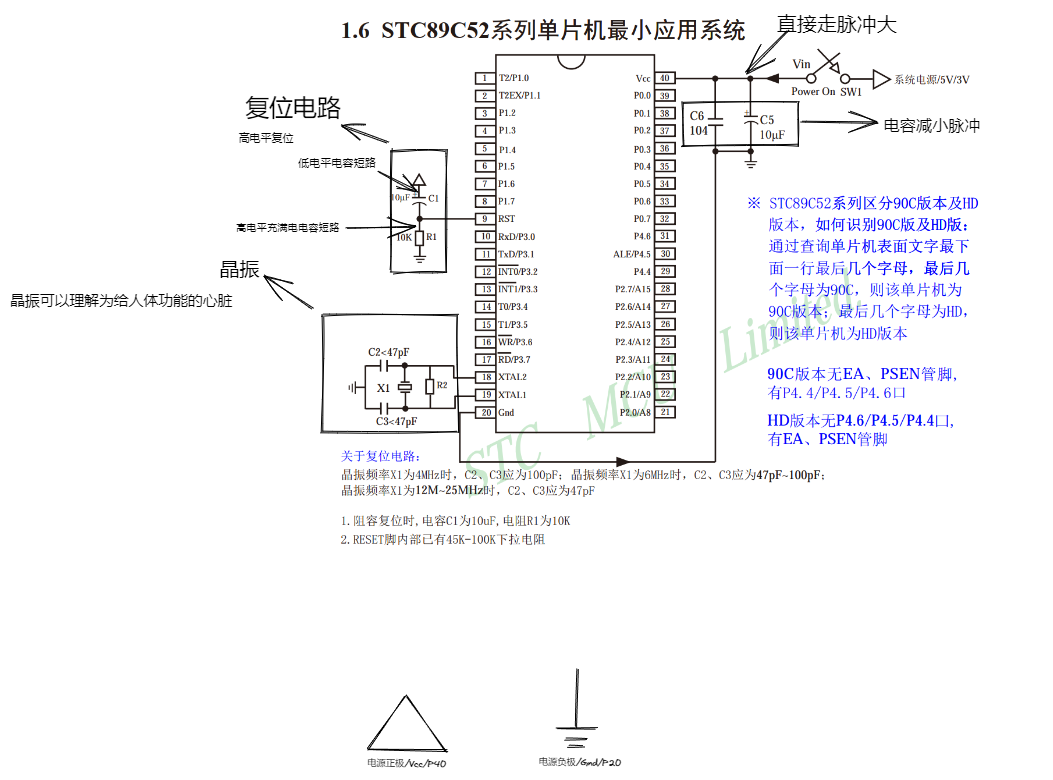 1.6 STC89C52系列单片机最小应用系统
直接走脉冲大
复位电路
高电平复位
低电平电容短路
高电平充满电电容短路
晶振
晶振可以理解为给人体功能的心脏
10μF
C1
10K
R1
C2<47pF
X1
R2
C3<47pF
1 T2/P1.0
2 T2EX/P1.1
3 P1.2
4 P1.3
5 P1.4
6 P1.5
7 P1.6
8 P1.7
9 RST
10 RxD/P3.0
11 TxD/P3.1
12 INT0/P3.2
13 INT1/P3.3
14 T0/P3.4
15 T1/P3.5
16 WR/P3.6
17 RD/P3.7
18 XTAL2
19 XTAL1
20 Gnd
Vcc 40
P0.0 39
P0.1 38
P0.2 37
P0.3 36
P0.4 35
P0.5 34
P0.6 33
P0.7 32
P4.6 31
ALE/P4.5 30
P4.4 29
P2.7/A15 28
P2.6/A14 27
P2.5/A13 26
P2.4/A12 25
P2.3/A11 24
P2.2/A10 23
P2.1/A9 22
P2.0/A8 21
Vin
Power On SW1
系统电源/5V/3V
C6
104
+
C5
10μF
电容减小脉冲
※ STC89C52系列区分90C版本及HD
版本，如何识别90C版及HD版：
通过查询单片机表面文字最下
面一行最后几个字母，最后几
个字母为90C，则该单片机为
90C版本；最后几个字母为HD，
则该单片机为HD版本
90C版本无EA、PSEN管脚，
有P4.4/P4.5/P4.6口
HD版本无P4.6/P4.5/P4.4口，
有EA、PSEN管脚
STC MCU Limited.
关于复位电路：
晶振频率X1为4MHz时，C2、C3应为100pF；晶振频率X1为6MHz时，C2、C3应为47pF~100pF；
晶振频率X1为12M~25MHz时，C2、C3应为47pF
1.阻容复位时,电容C1为10uF,电阻R1为10K
2.RESET脚内部已有45K-100K下拉电阻
电源正极/Vcc/P40
电源负极/Gnd/P20